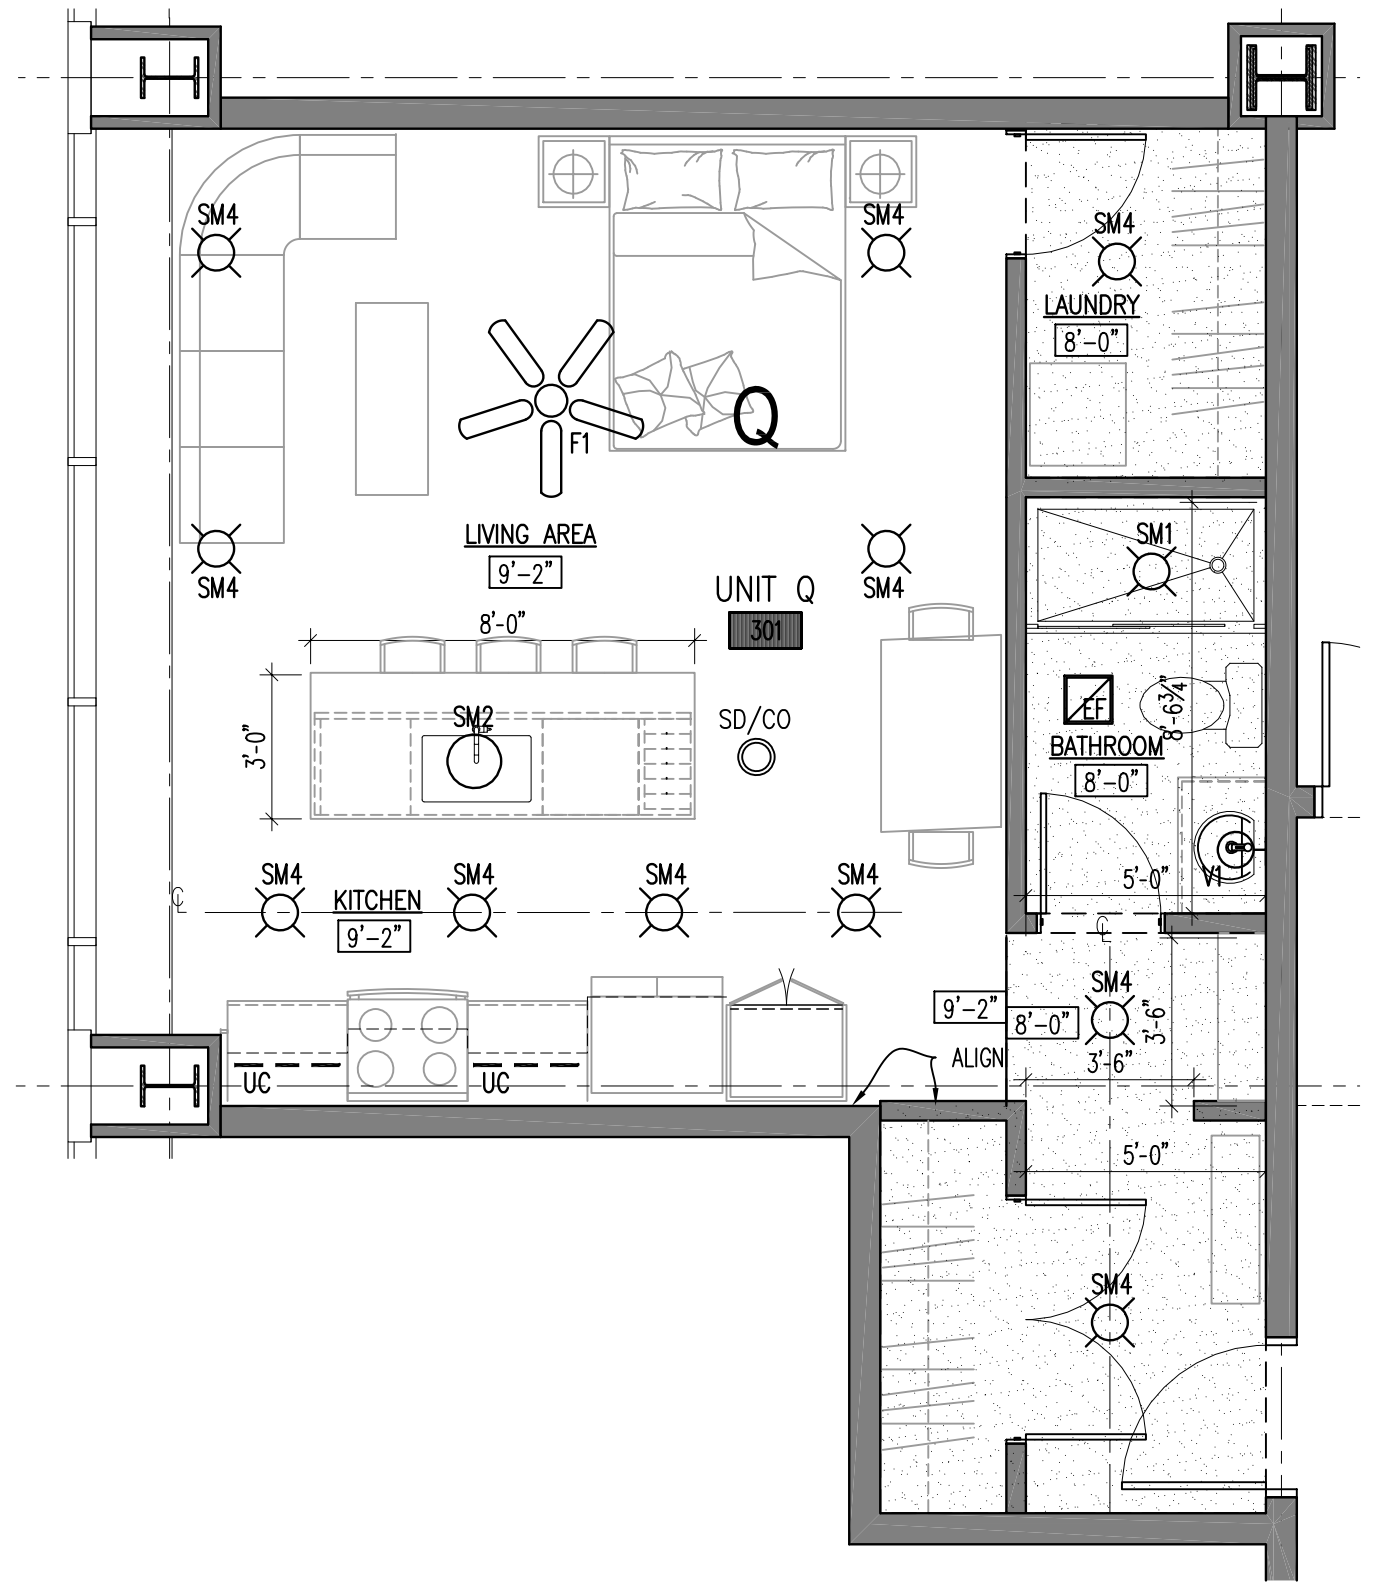 SM4
SM4
SM4
LAUNDRY
8'-0"
F1
Q
LIVING AREA
9'-2"
SM1
SM4
SM4
UNIT Q
301
8'-0"
SM2
SD/CO
3'-0"
EF
8'-6¾"
BATHROOM
8'-0"
SM4
SM4
SM4
SM4
5'-0"
V1
KITCHEN
9'-2"
℄
℄
SM4
9'-2"
8'-0"
3'-6"
ALIGN
3'-6"
UC
UC
5'-0"
SM4